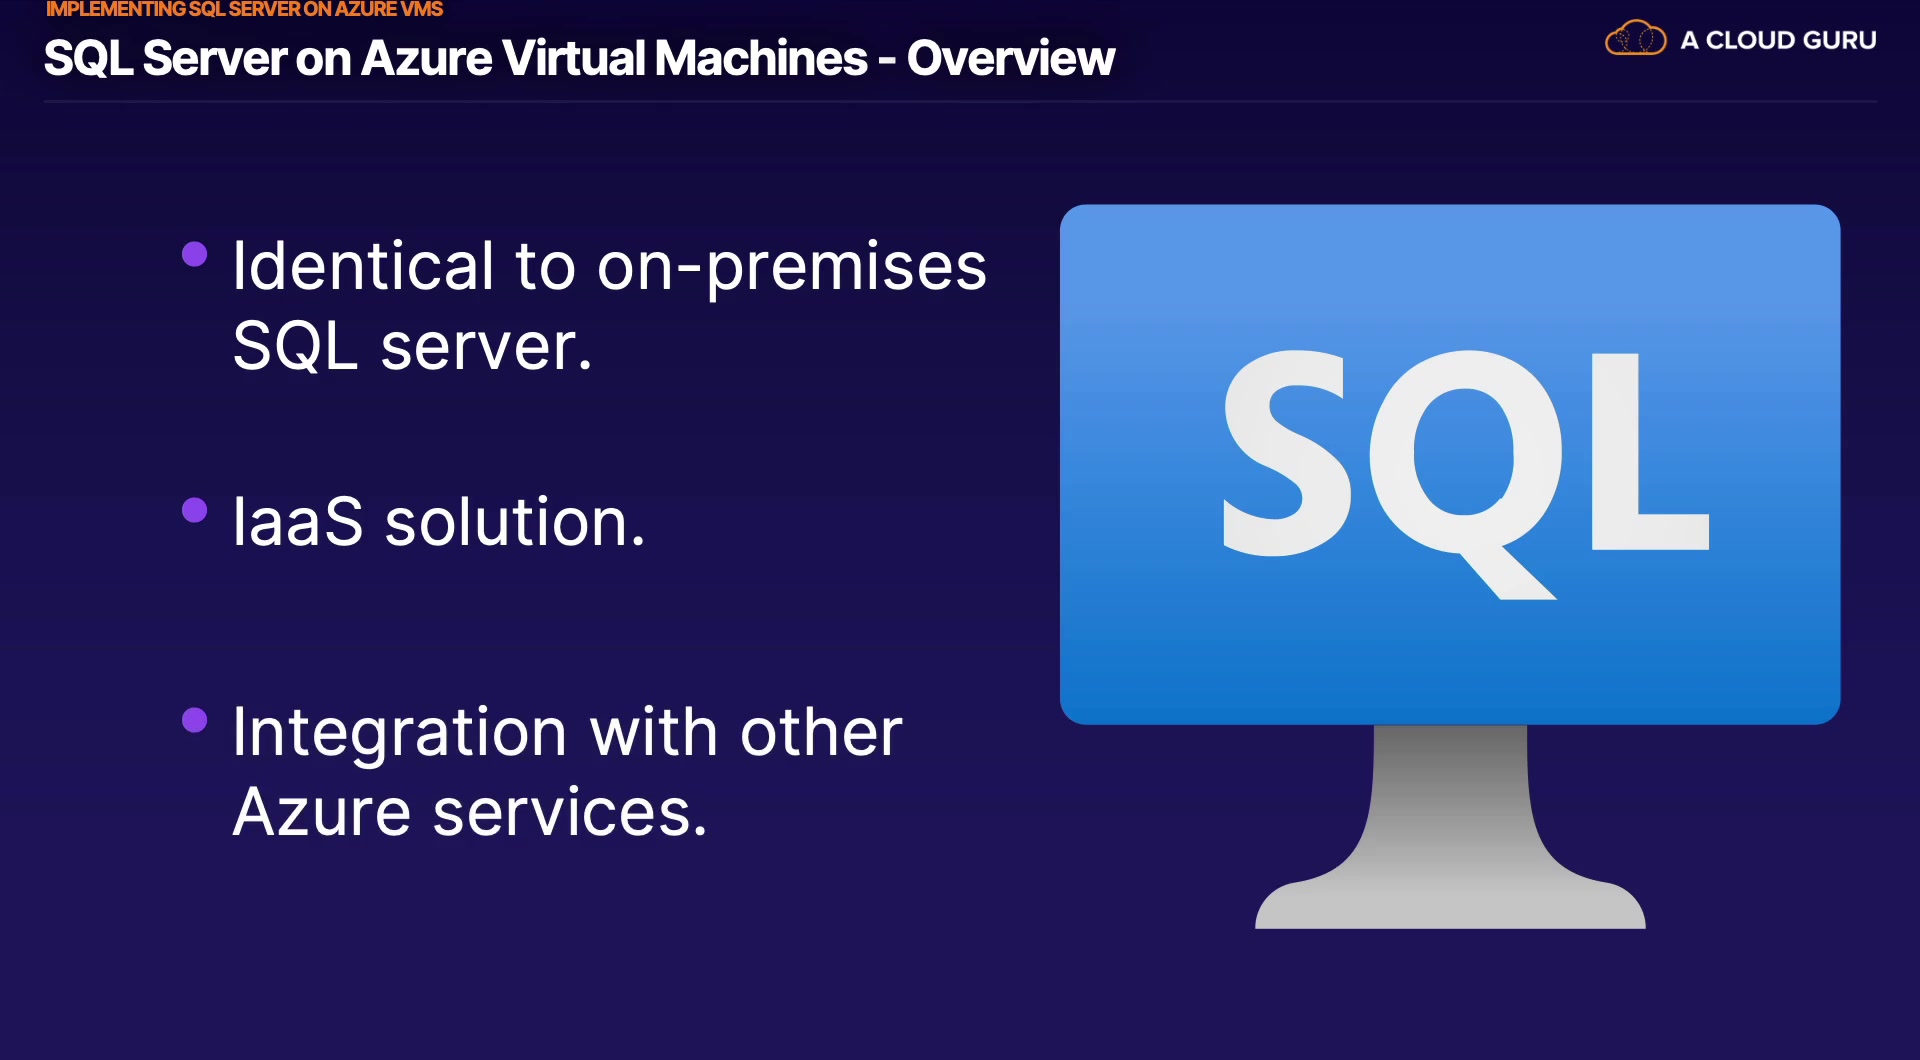 IMPLEMENTING SQL SERVER ON AZURE VMS
SQL Server on Azure Virtual Machines - Overview
A CLOUD GURU
Identical to on-premises
SQL server.
IaaS solution.
Integration with other
Azure services.
SQL